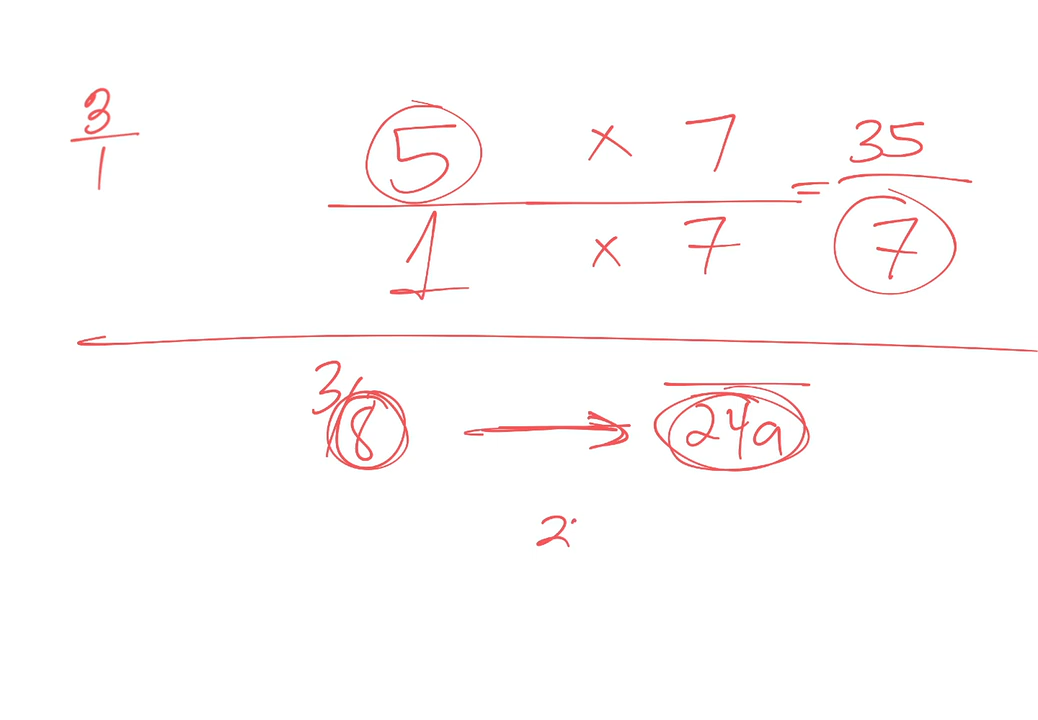 3/1
5 × 7 = 35
1 × 7 7
3/8 → 24a
2